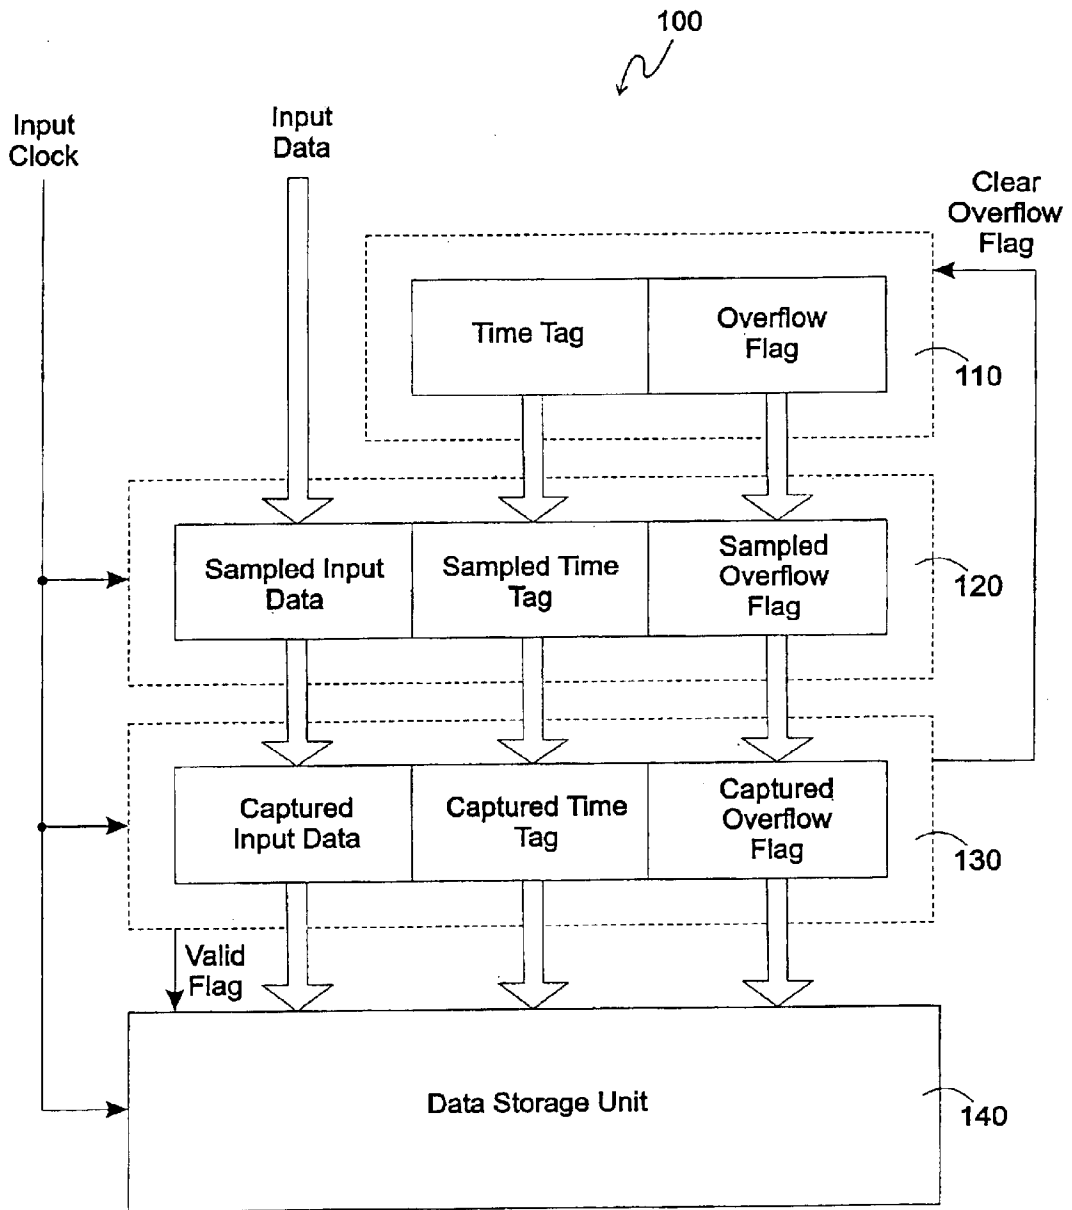 100
Input
Clock
Input
Data
Clear
Overflow
Flag
Time Tag
Overflow
Flag
110
Sampled Input
Data
Sampled Time
Tag
Sampled
Overflow
Flag
120
Captured
Input Data
Captured Time
Tag
Captured
Overflow
Flag
130
Valid
Flag
Data Storage Unit
140